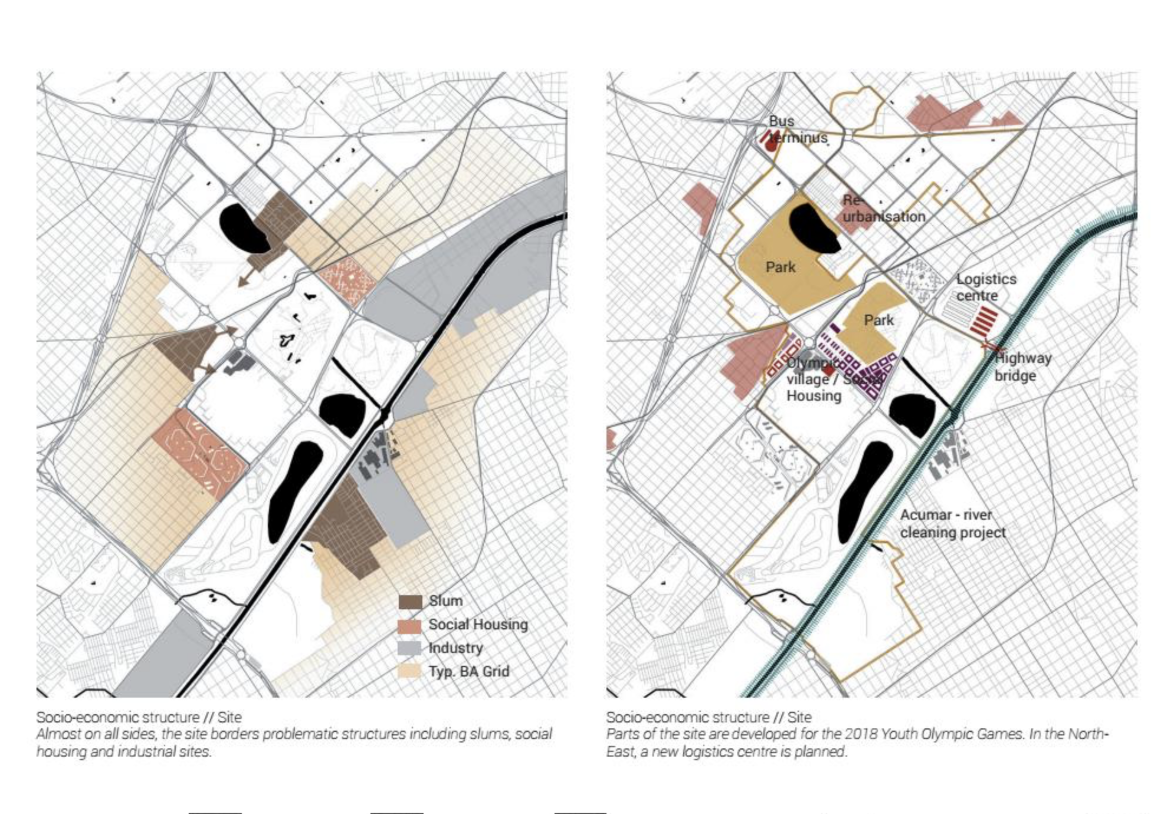 Slum
Social Housing
Industry
Typ. BA Grid
Socio-economic structure // Site
Almost on all sides, the site borders problematic structures including slums, social
housing and industrial sites.
Bus
terminus
Re-
urbanisation
Park
Logistics
centre
Park
Highway
bridge
Olympic
village / Social
Housing
Acumar - river
cleaning project
Socio-economic structure // Site
Parts of the site are developed for the 2018 Youth Olympic Games. In the North-
East, a new logistics centre is planned.